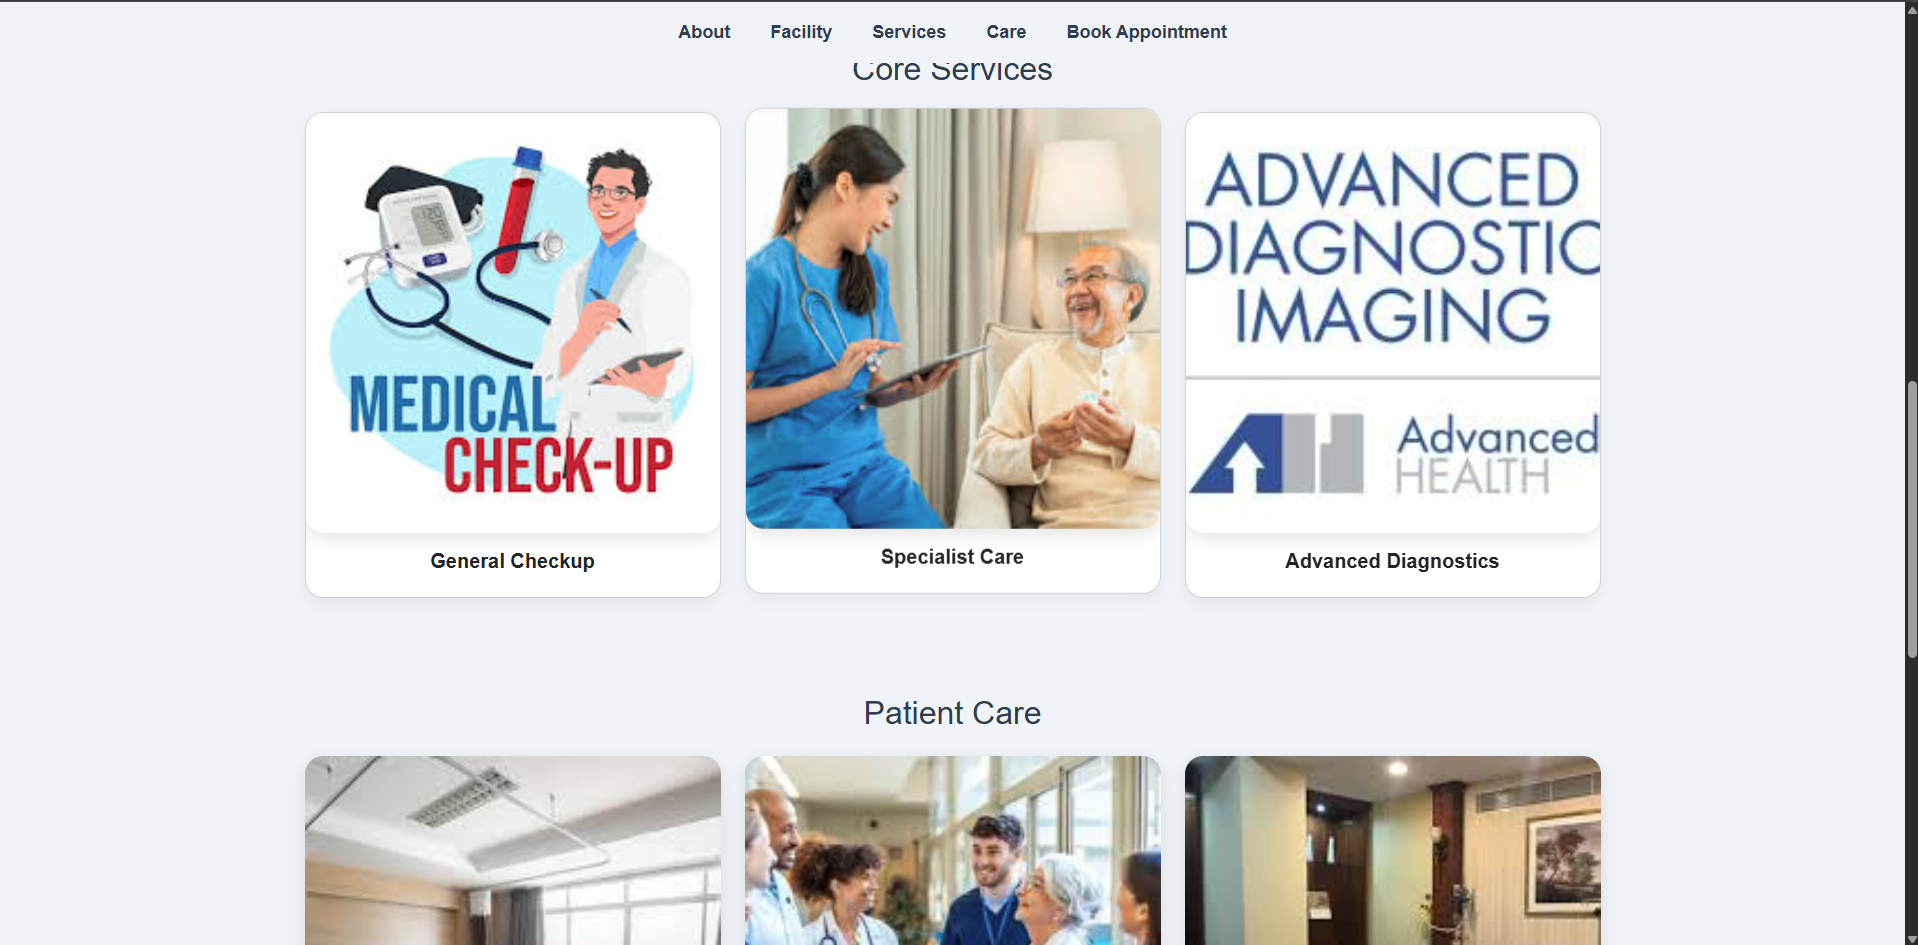 About Facility Services Care Book Appointment
Core Services
MEDICAL
CHECK-UP
General Checkup
Specialist Care
ADVANCED
DIAGNOSTIC
IMAGING
Advanced
HEALTH
Advanced Diagnostics
Patient Care